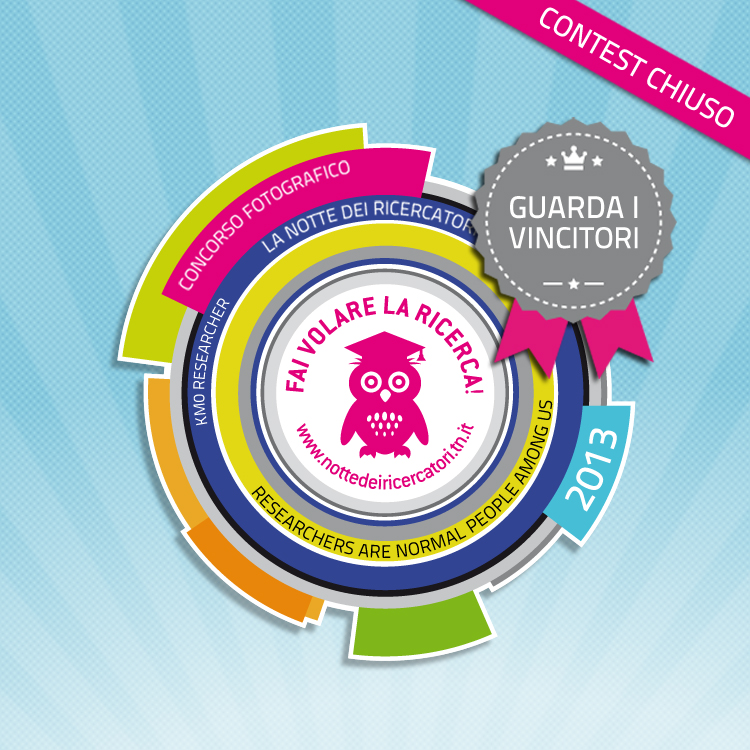 CONTEST CHIUSO
GUARDA I
VINCITORI
CONCORSO FOTOGRAFICO
LA NOTTE DEI RICERCATORI
KMO RESEARCHER
FAI VOLARE LA RICERCA!
www.nottedeiricercatori.tn.it
RESEARCHERS ARE NORMAL PEOPLE AMONG US
2013